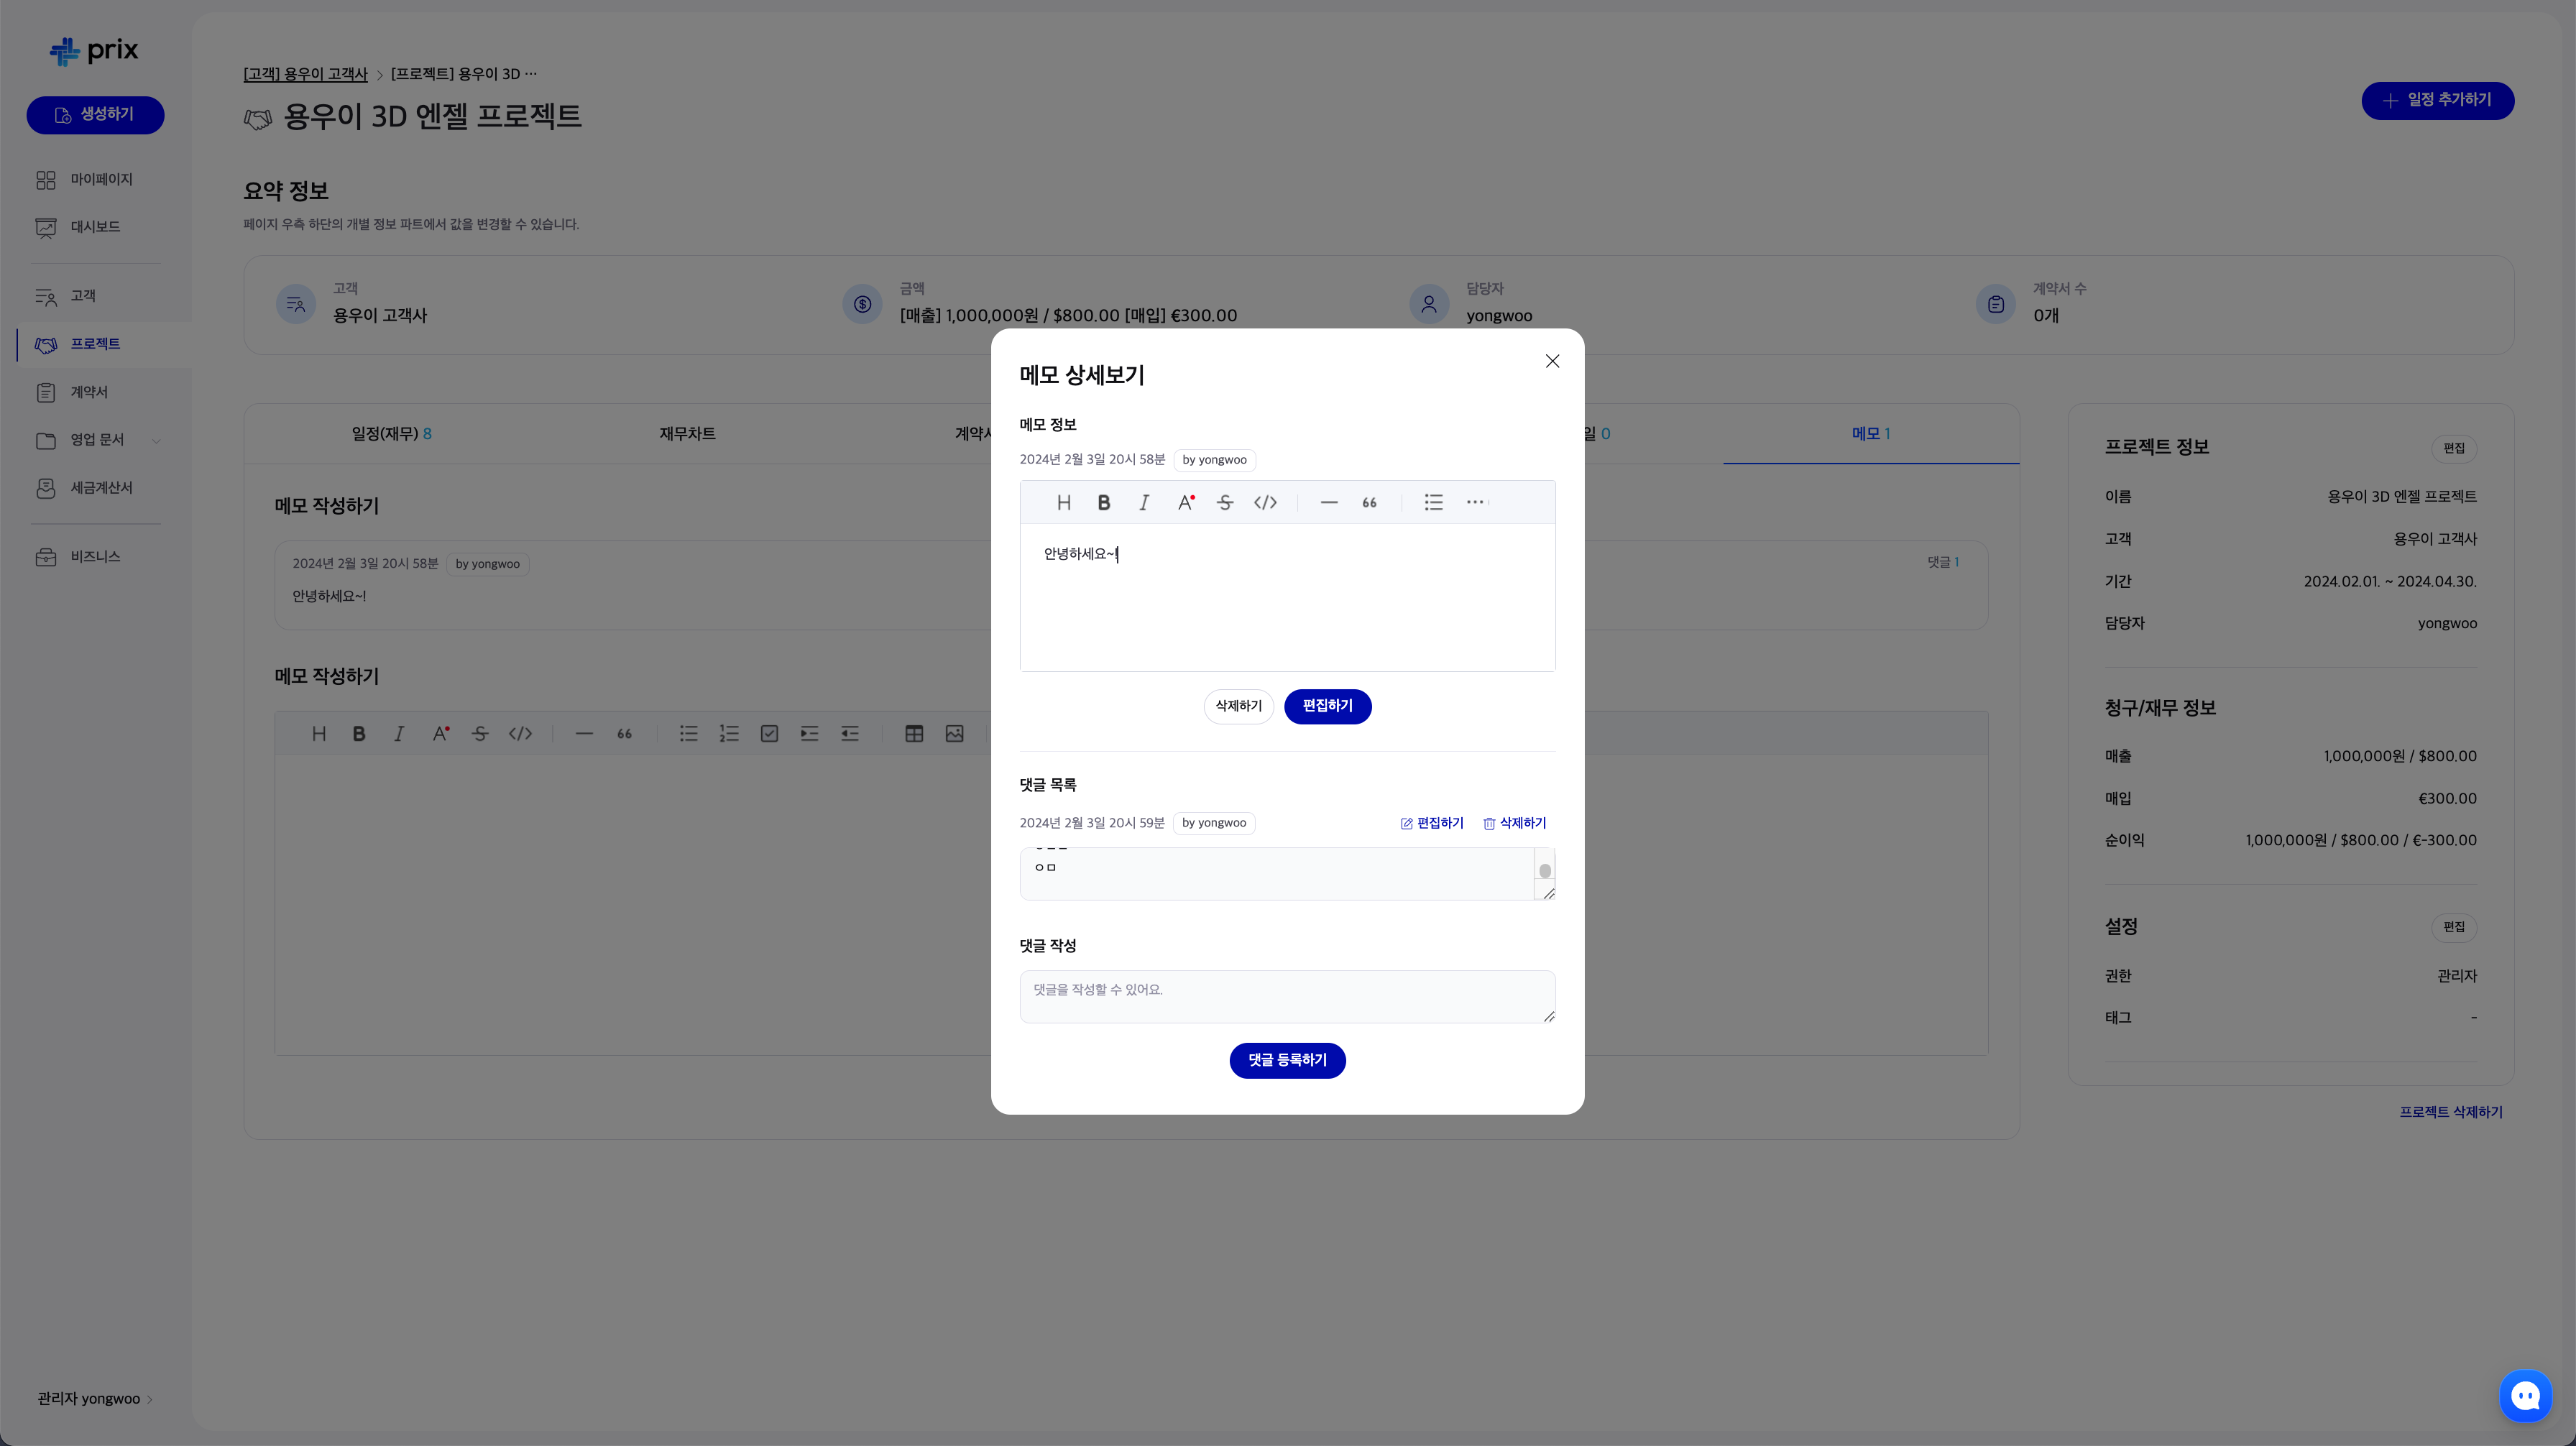 prix
생성하기
마이페이지
대시보드
고객
프로젝트
계약서
영업 문서
세금계산서
비즈니스
관리자 yongwoo
[고객] 용우이 고객사 > [프로젝트] 용우이 3D ···
용우이 3D 엔젤 프로젝트
일정 추가하기
요약 정보
페이지 우측 하단의 개별 정보 파트에서 값을 변경할 수 있습니다.
고객
용우이 고객사
금액
[매출] 1,000,000원 / $800.00 [매입] €300.00
담당자
yongwoo
계약서 수
0개
일정(재무) 8
재무차트
계약서
일 0
메모 1
메모 작성하기
2024년 2월 3일 20시 58분 by yongwoo
댓글 1
안녕하세요~!
메모 작성하기
메모 상세보기
메모 정보
2024년 2월 3일 20시 58분 by yongwoo
안녕하세요~!
삭제하기
편집하기
댓글 목록
2024년 2월 3일 20시 59분 by yongwoo
편집하기
삭제하기
ㅇㅁ
댓글 작성
댓글을 작성할 수 있어요.
댓글 등록하기
프로젝트 정보
편집
이름 용우이 3D 엔젤 프로젝트
고객 용우이 고객사
기간 2024.02.01. ~ 2024.04.30.
담당자 yongwoo
청구/재무 정보
매출 1,000,000원 / $800.00
매입 €300.00
순이익 1,000,000원 / $800.00 / €-300.00
설정
편집
권한 관리자
태그 -
프로젝트 삭제하기